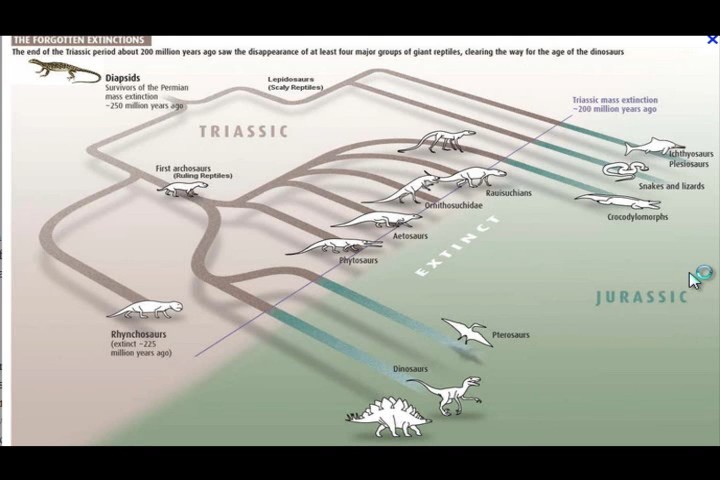 THE FORGOTTEN EXTINCTIONS
The end of the Triassic period about 200 million years ago saw the disappearance of at least four major groups of giant reptiles, clearing the way for the age of the dinosaurs
Diapsids
Survivors of the Permian
mass extinction
~250 million years ago
Lepidosaurs
(Scaly Reptiles)
Triassic mass extinction
~200 million years ago
TRIASSIC
First archosaurs
(Ruling Reptiles)
Ichthyosaurs
Plesiosaurs
Snakes and lizards
Rauisuchians
Ornithosuchidae
Crocodylomorphs
Aetosaurs
EXTINCT
Phytosaurs
JURASSIC
Rhynchosaurs
(extinct ~225
million years ago)
Pterosaurs
Dinosaurs